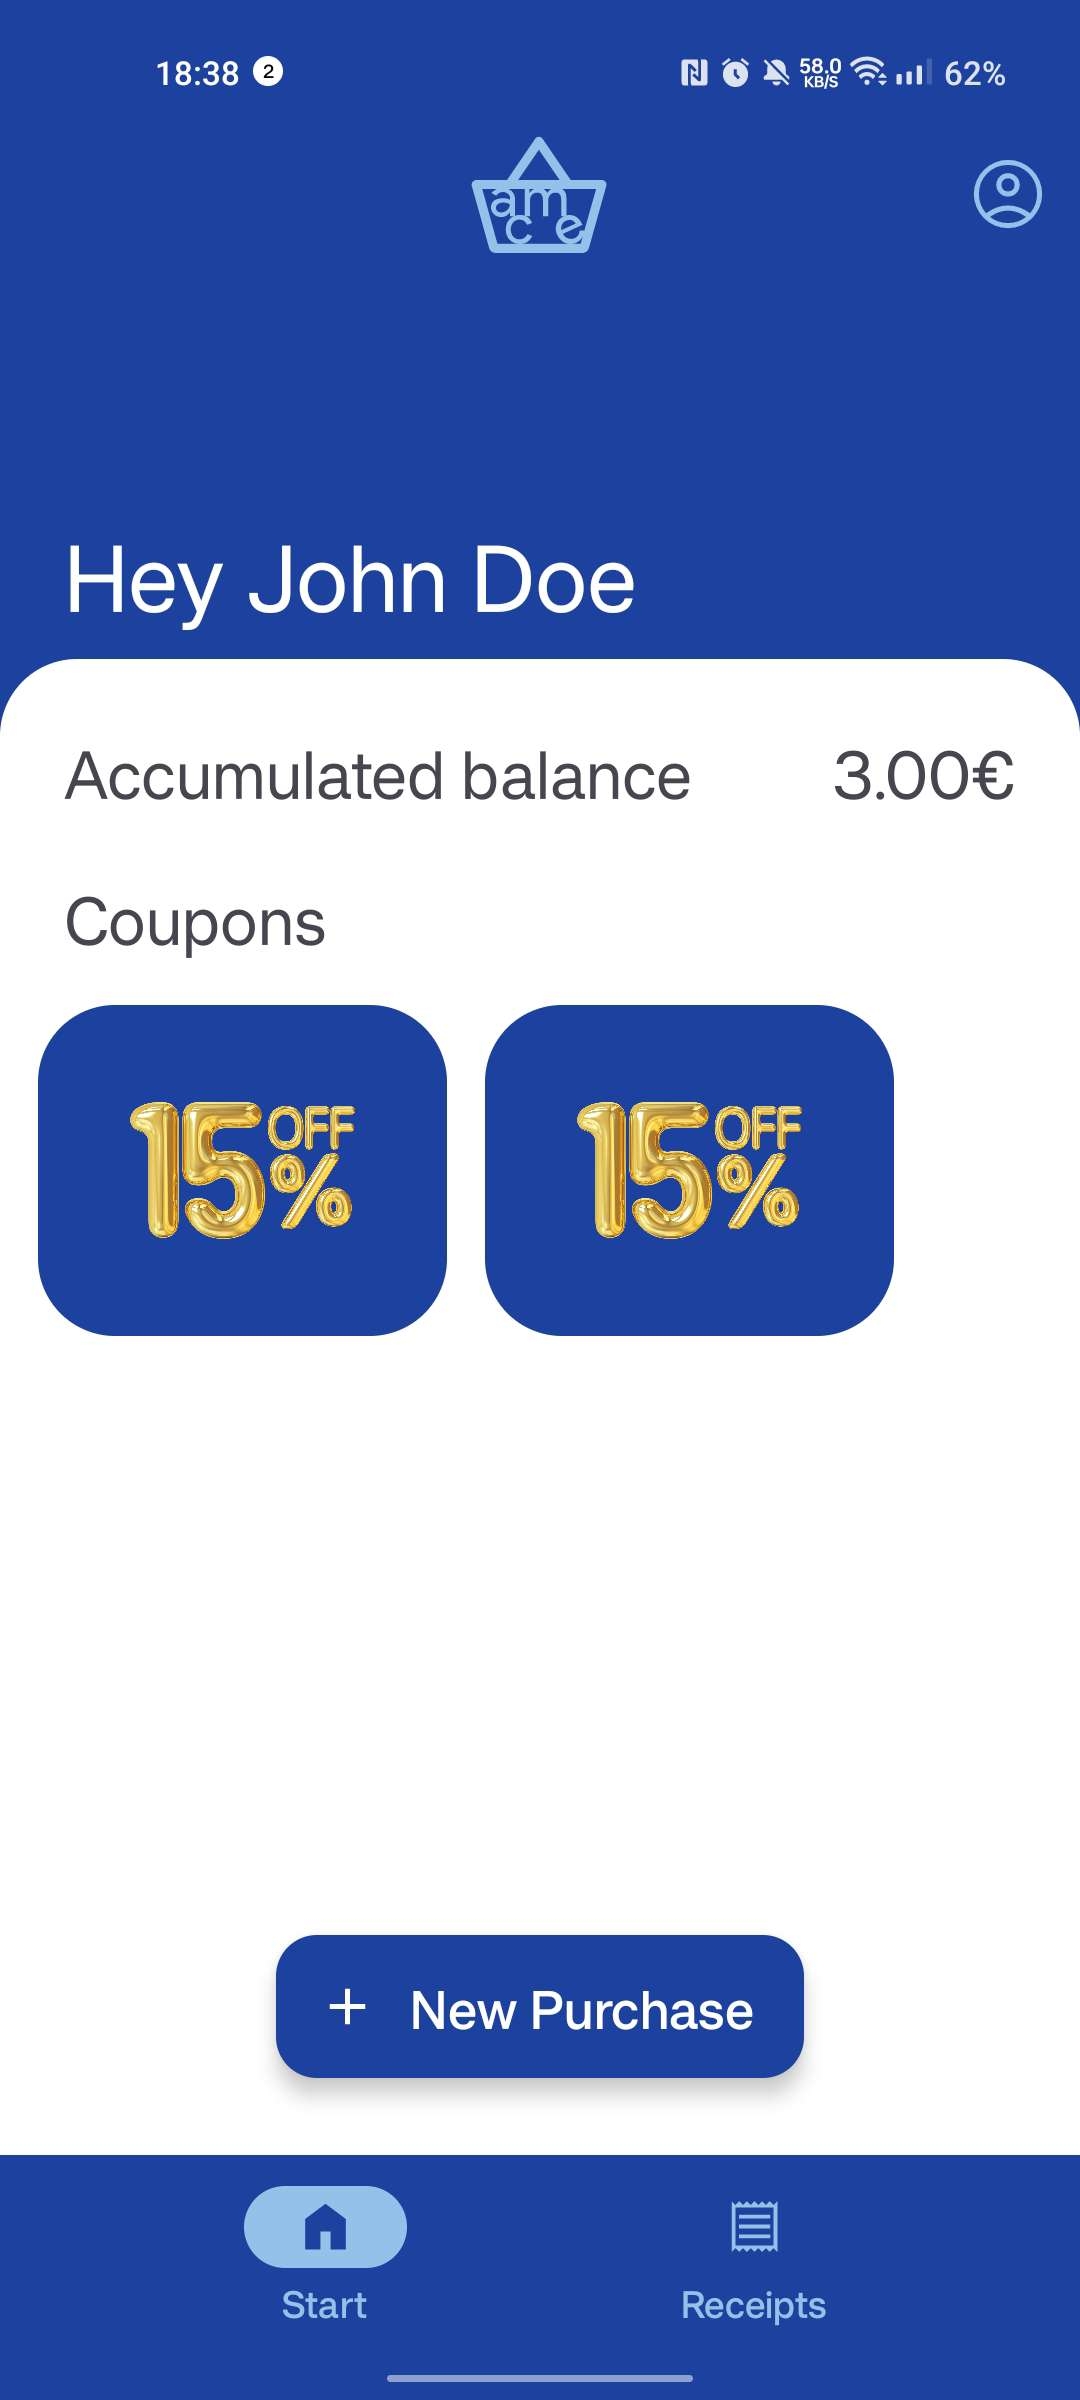 18:38 2 58.0 KB/S 62%
am
c e
Hey John Doe
Accumulated balance 3.00€
Coupons
15% OFF 15% OFF
+ New Purchase
Start Receipts